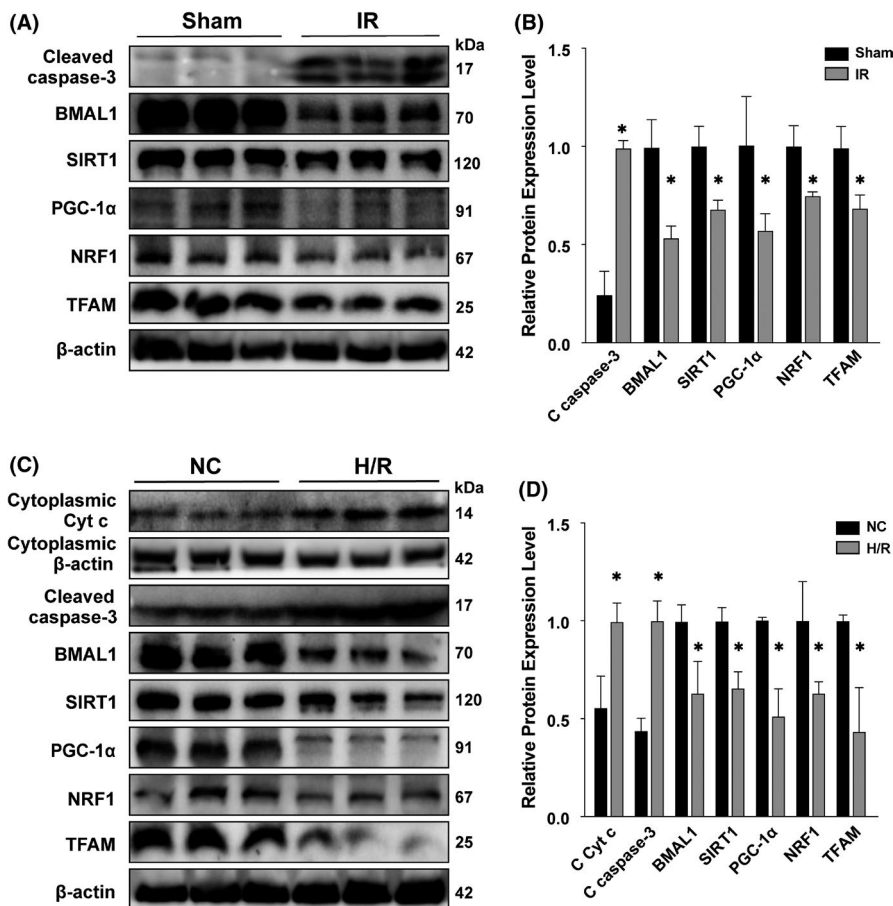 (A)
Sham IR
kDa
Cleaved
caspase-3
17
BMAL1 70
SIRT1 120
PGC-1α 91
NRF1 67
TFAM 25
β-actin 42
(B)
Relative Protein Expression Level
1.5
1.0
0.5
0.0
Sham
IR
*
*
*
*
*
*
C caspase-3
BMAL1
SIRT1
PGC-1α
NRF1
TFAM
(C)
NC H/R
kDa
Cytoplasmic
Cyt c
14
Cytoplasmic
β-actin
42
Cleaved
caspase-3
17
BMAL1 70
SIRT1 120
PGC-1α 91
NRF1 67
TFAM 25
β-actin 42
(D)
Relative Protein Expression Level
1.5
1.0
0.5
0.0
NC
H/R
*
*
*
*
*
*
*
C Cyt c
C caspase-3
BMAL1
SIRT1
PGC-1α
NRF1
TFAM